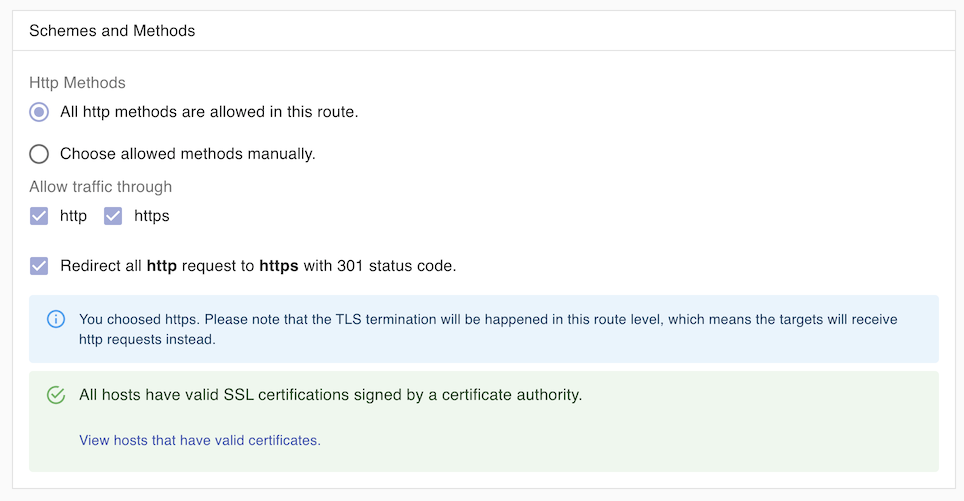 Schemes and Methods
Http Methods
All http methods are allowed in this route.
Choose allowed methods manually.
Allow traffic through
http https
Redirect all http request to https with 301 status code.
You choosed https. Please note that the TLS termination will be happened in this route level, which means the targets will receive
http requests instead.
All hosts have valid SSL certifications signed by a certificate authority.
View hosts that have valid certificates.